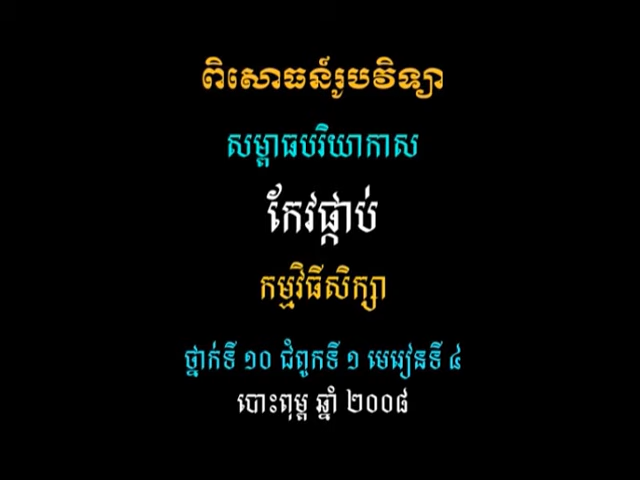 ពិសោធន៍រូបវិទ្យា
សម្ពាធបរិយាកាស
កែវផ្កាប់
កម្មវិធីសិក្សា
ថ្នាក់ទី ១០ ជំពូកទី ១ មេរៀនទី ៤
បោះពុម្ព ឆ្នាំ ២០០៨